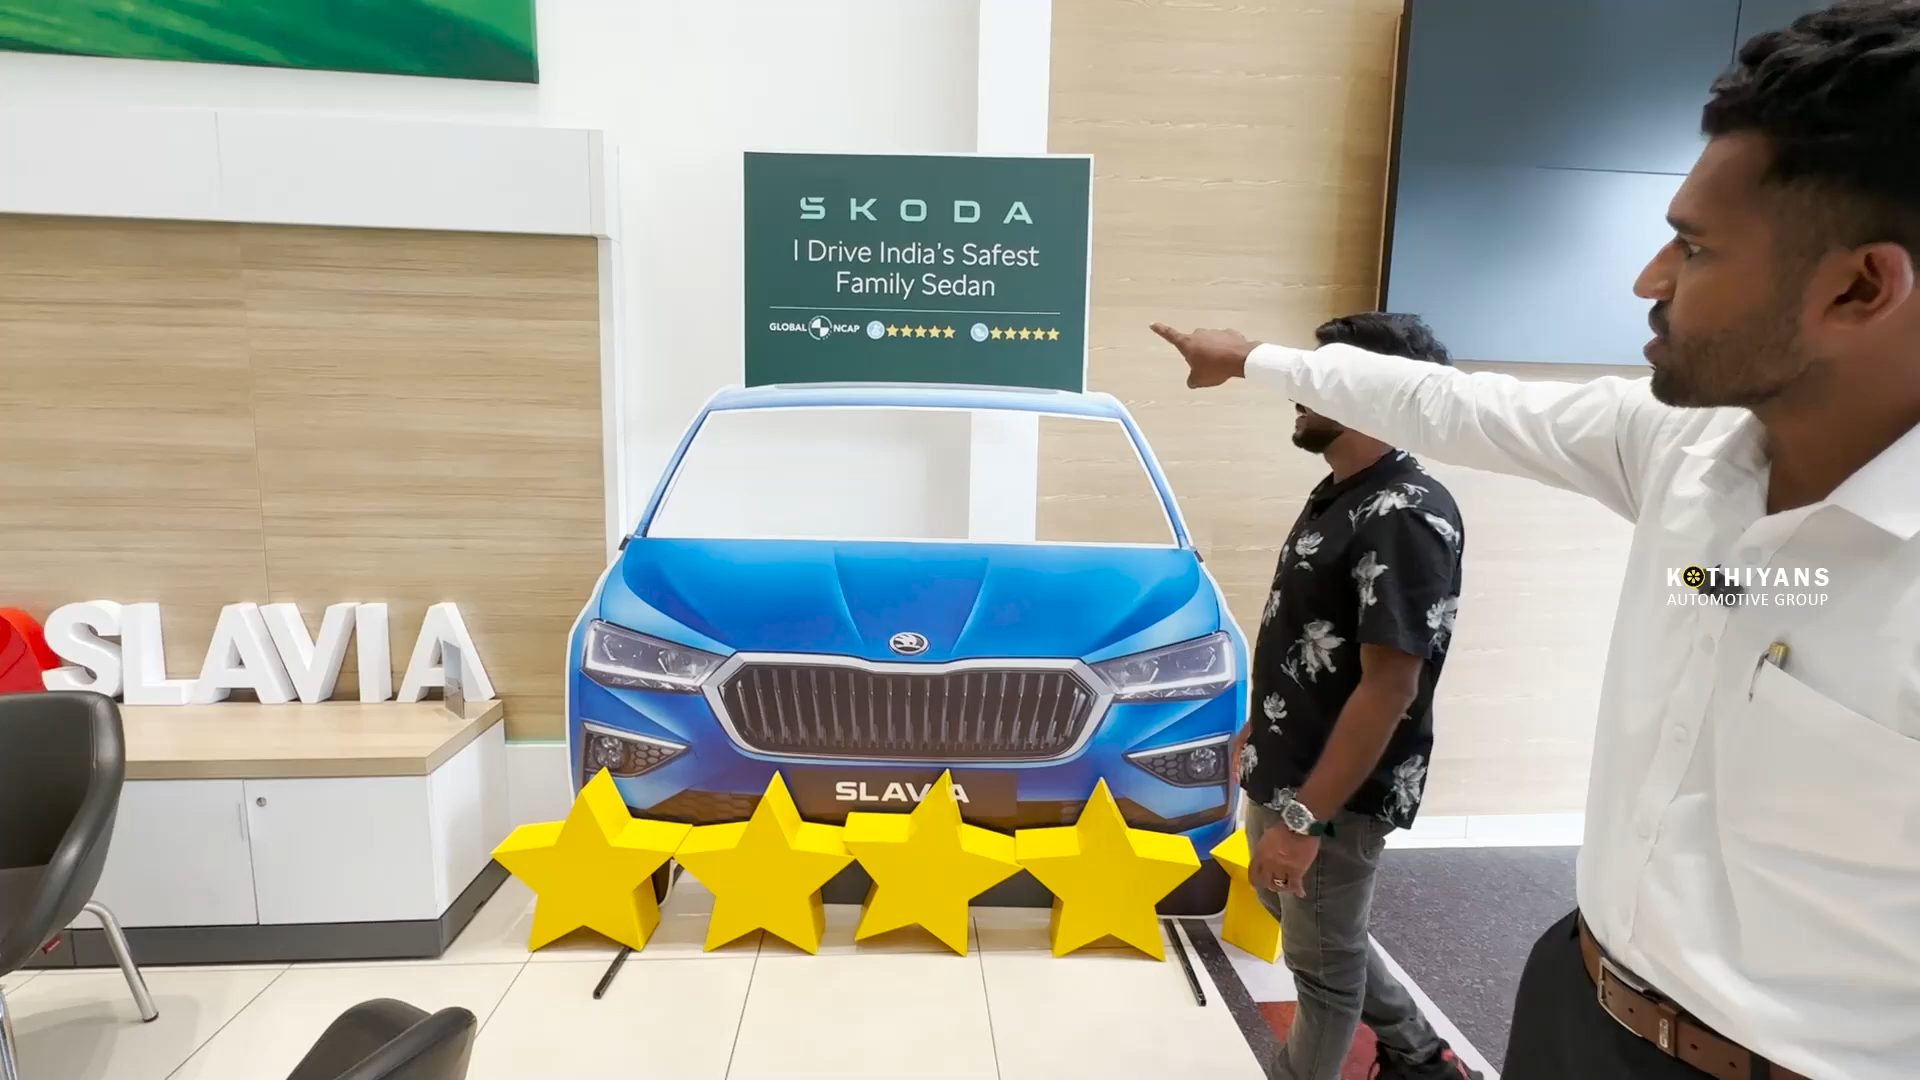 SKODA
I Drive India's Safest
Family Sedan
GLOBAL NCAP
SLAVIA
SLAVIA
KOTHIYANS
AUTOMOTIVE GROUP